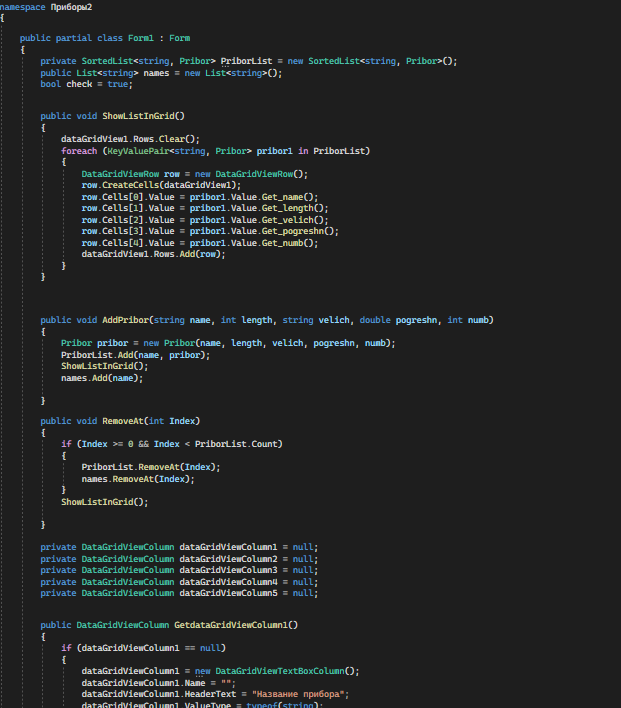 namespace Приборы2
{
public partial class Form1 : Form
{
private SortedList<string, Pribor> PriborList = new SortedList<string, Pribor>();
public List<string> names = new List<string>();
bool check = true;
public void ShowListInGrid()
{
dataGridView1.Rows.Clear();
foreach (KeyValuePair<string, Pribor> pribor1 in PriborList)
{
DataGridViewRow row = new DataGridViewRow();
row.CreateCells(dataGridView1);
row.Cells[0].Value = pribor1.Value.Get_name();
row.Cells[1].Value = pribor1.Value.Get_length();
row.Cells[2].Value = pribor1.Value.Get_velich();
row.Cells[3].Value = pribor1.Value.Get_pogreshn();
row.Cells[4].Value = pribor1.Value.Get_numb();
dataGridView1.Rows.Add(row);
}
}
public void AddPribor(string name, int length, string velich, double pogreshn, int numb)
{
Pribor pribor = new Pribor(name, length, velich, pogreshn, numb);
PriborList.Add(name, pribor);
ShowListInGrid();
names.Add(name);
}
public void RemoveAt(int Index)
{
if (Index >= 0 && Index < PriborList.Count)
{
PriborList.RemoveAt(Index);
names.RemoveAt(Index);
}
ShowListInGrid();
}
private DataGridViewColumn dataGridViewColumn1 = null;
private DataGridViewColumn dataGridViewColumn2 = null;
private DataGridViewColumn dataGridViewColumn3 = null;
private DataGridViewColumn dataGridViewColumn4 = null;
private DataGridViewColumn dataGridViewColumn5 = null;
public DataGridViewColumn GetdataGridViewColumn1()
{
if (dataGridViewColumn1 == null)
{
dataGridViewColumn1 = new DataGridViewTextBoxColumn();
dataGridViewColumn1.Name = "";
dataGridViewColumn1.HeaderText = "Название прибора";
dataGridViewColumn1.ValueType = typeof(string);